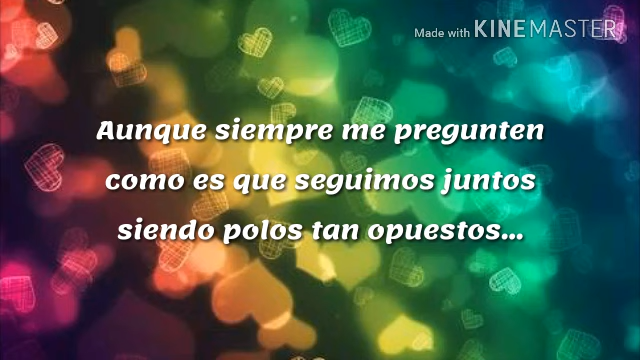 Made with KINEMASTER
Aunque siempre me pregunten
como es que seguimos juntos
siendo polos tan opuestos...